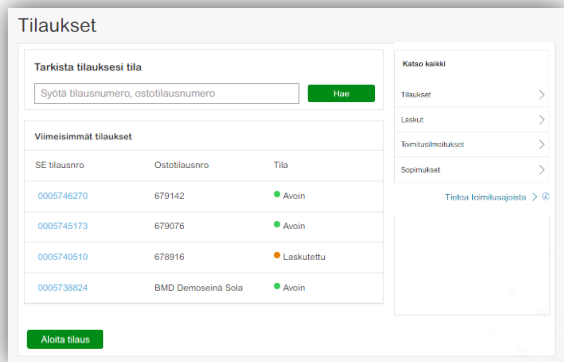 Tilaukset
Tarkista tilauksesi tila
Syötä tilausnumero, ostotilausnumero
Hae
Viimeisimmät tilaukset
SE tilausnro Ostotilausnro Tila
0005746270 679142 Avoin
0005745173 679076 Avoin
0005740510 678916 Laskutettu
0005738824 BMD Demoseinä Sola Avoin
Aloita tilaus
Katso kaikki
Tilaukset
Laskut
Toimitusilmoitukset
Sopimukset
Tietoa toimitusajoista